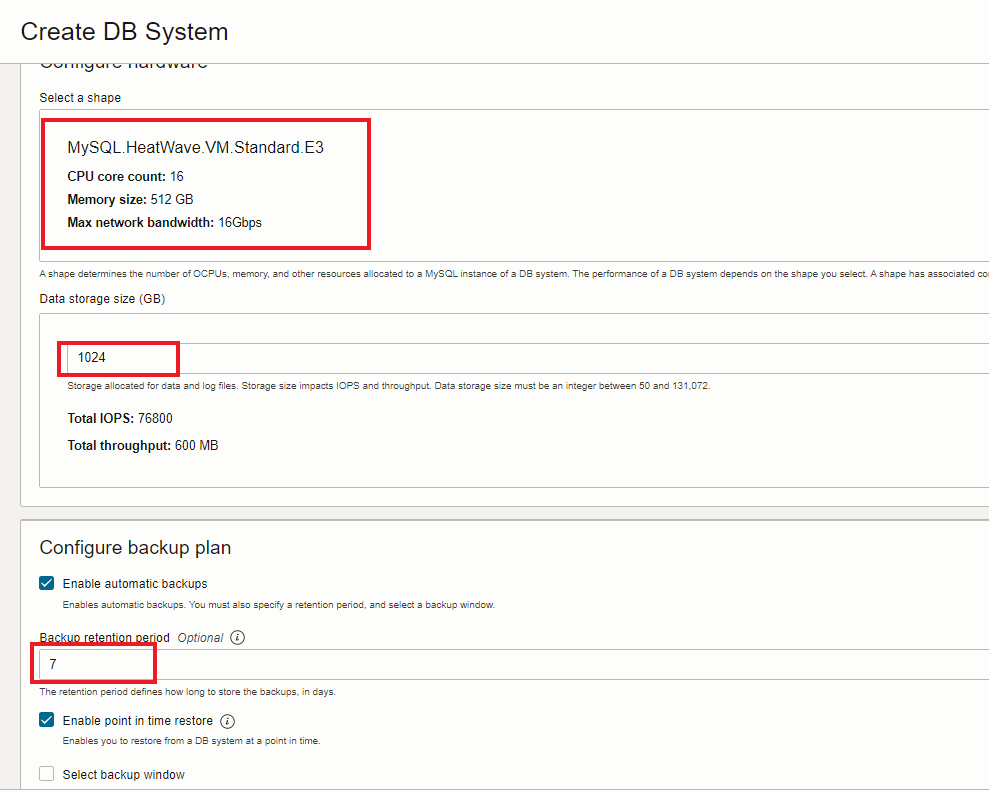 Create DB System
Configure hardware
Select a shape
MySQL.HeatWave.VM.Standard.E3
CPU core count: 16
Memory size: 512 GB
Max network bandwidth: 16Gbps
A shape determines the number of OCPUs, memory, and other resources allocated to a MySQL instance of a DB system. The performance of a DB system depends on the shape you select. A shape has associated
Data storage size (GB)
1024
Storage allocated for data and log files. Storage size impacts IOPS and throughput. Data storage size must be an integer between 50 and 131,072.
Total IOPS: 76800
Total throughput: 600 MB
Configure backup plan
Enable automatic backups
Enables automatic backups. You must also specify a retention period, and select a backup window.
Backup retention period Optional
7
The retention period defines how long to store the backups, in days.
Enable point in time restore
Enables you to restore from a DB system at a point in time.
Select backup window